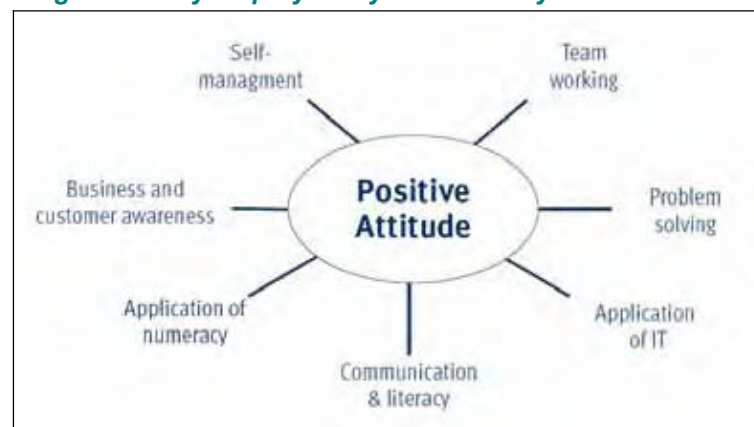 Self-
managment
Team
working
Business and
customer awareness
Positive
Attitude
Problem
solving
Application of
numeracy
Application
of IT
Communication
& literacy